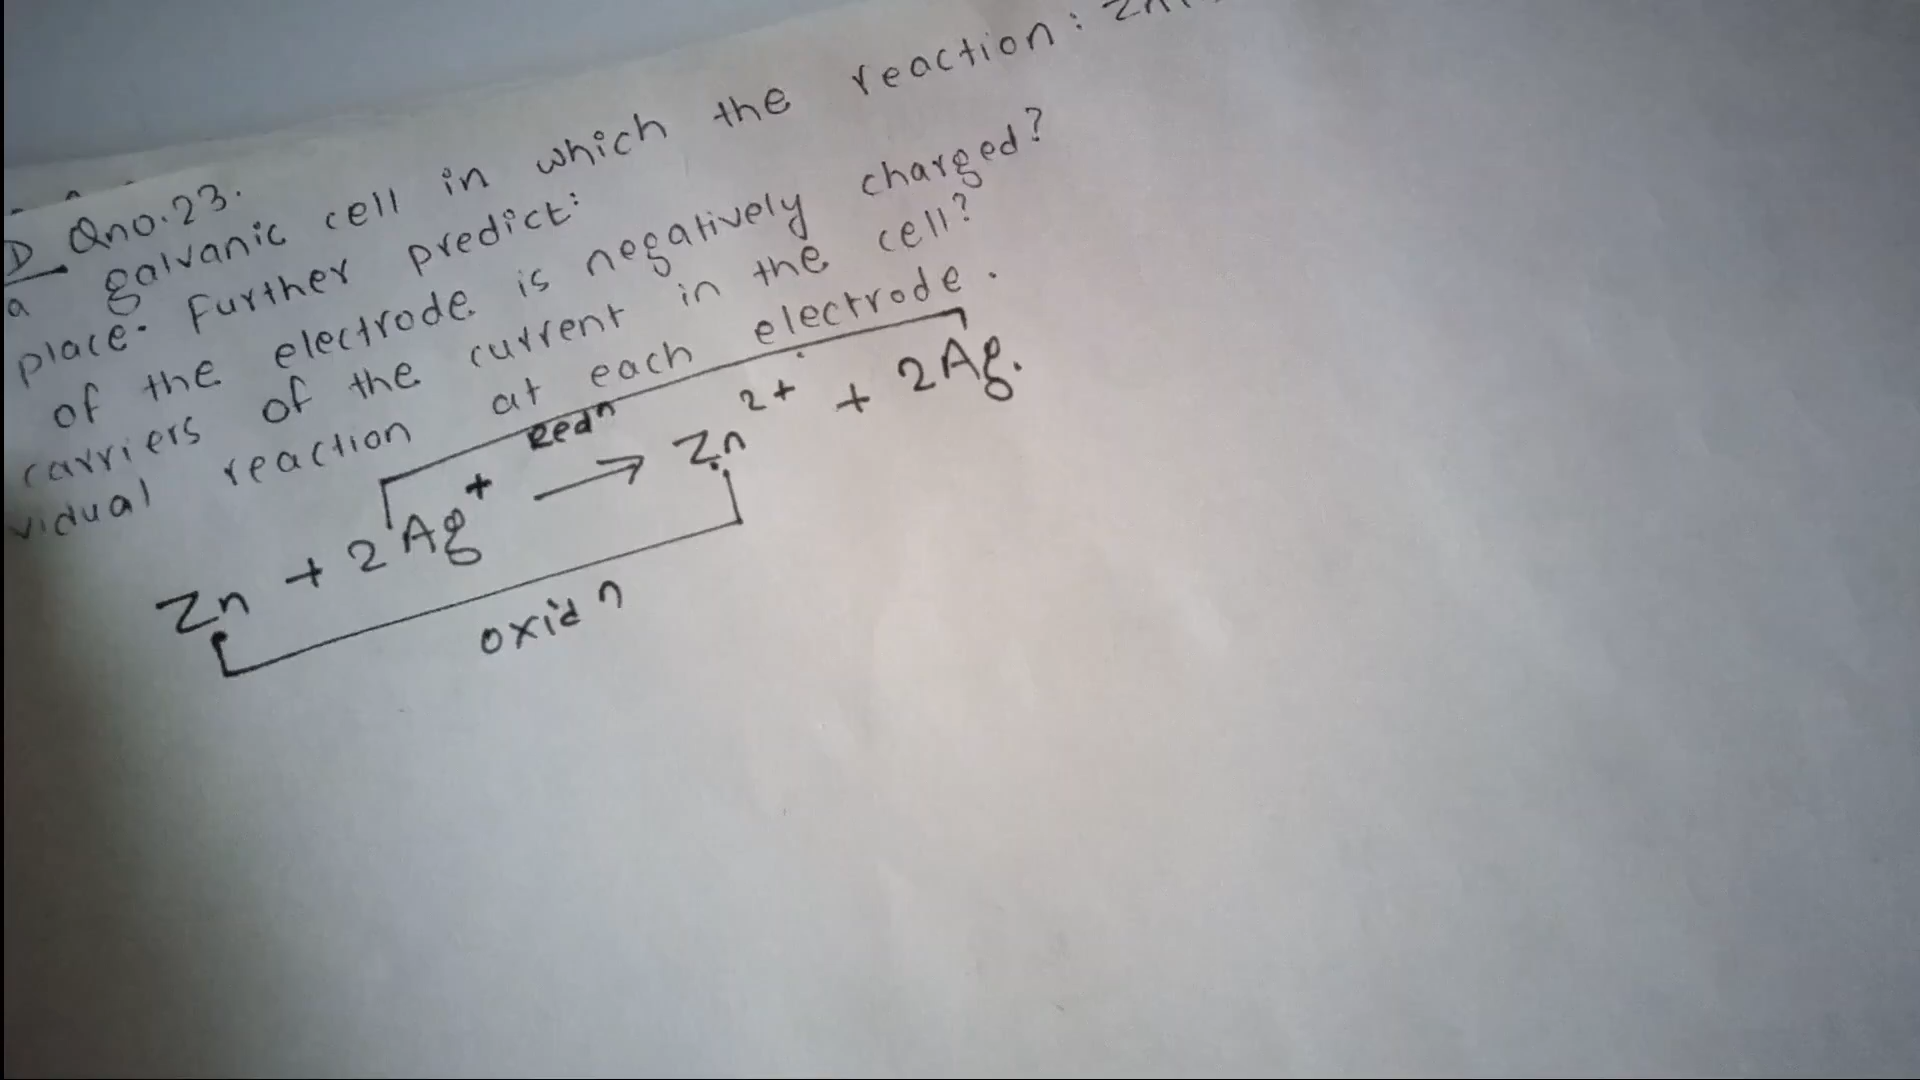 D Qno.23.
a galvanic cell in which the reaction:
place. Further predict:
of the electrode is negatively charged?
carriers of the current in the cell?
vidual reaction at each electrode.
Redⁿ
Zn + 2Ag⁺ → Zn²⁺ + 2Ag.
oxidⁿ